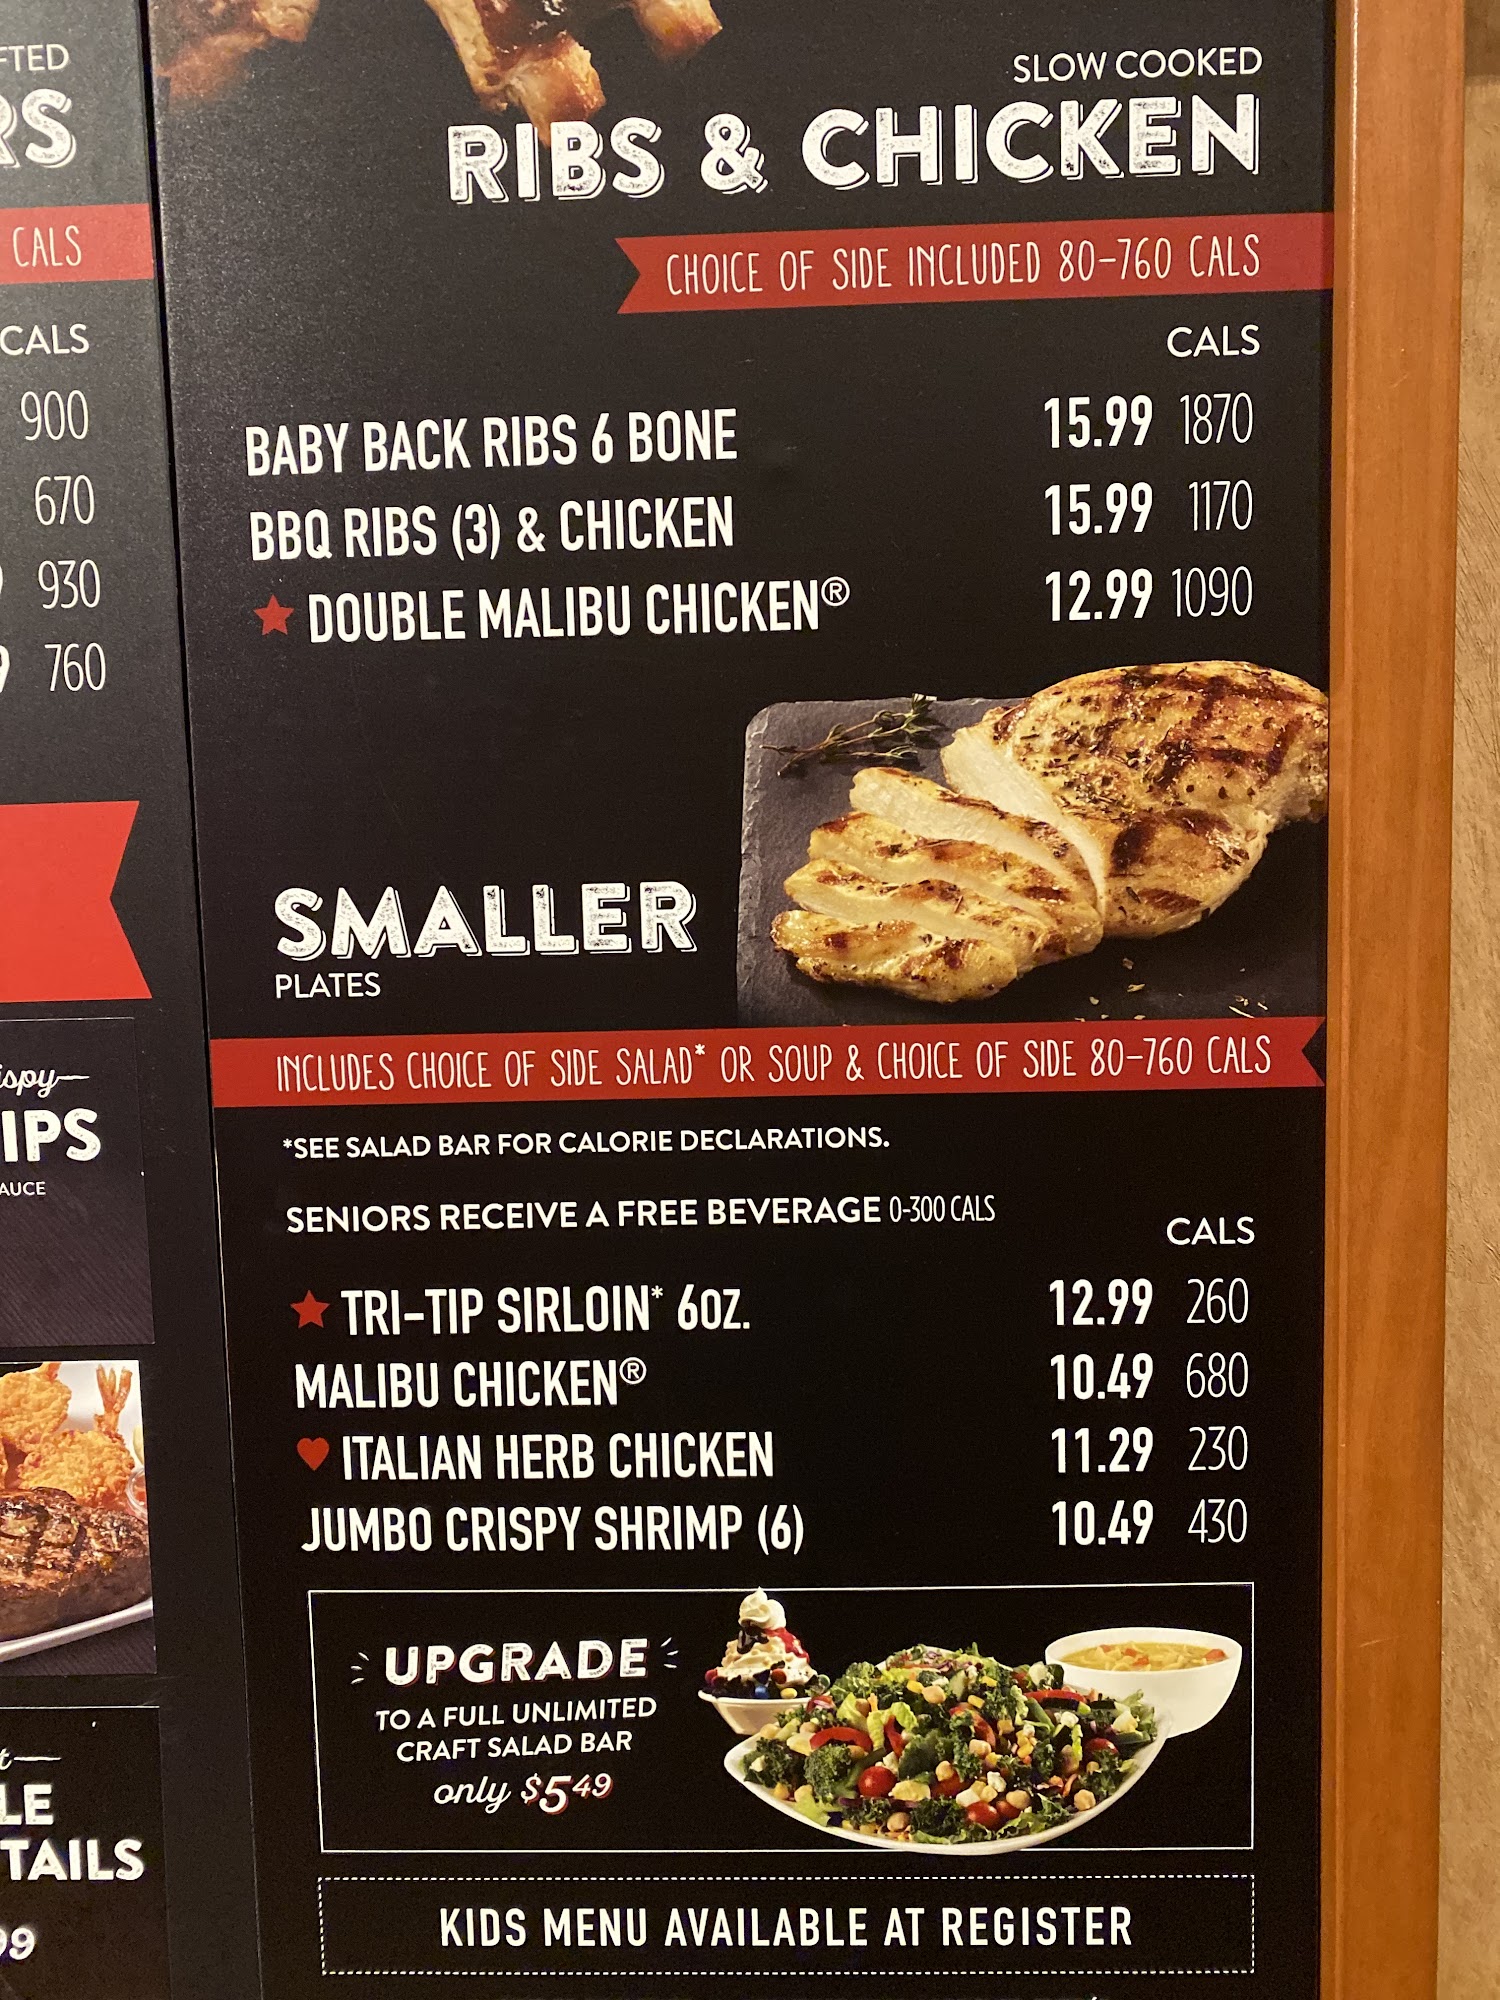 CALS
CALS
900
670
930
9 760
AUCE
TAILS
99
SLOW COOKED
RIBS & CHICKEN
CHOICE OF SIDE INCLUDED 80-760 CALS
CALS
BABY BACK RIBS 6 BONE 15.99 1870
BBQ RIBS (3) & CHICKEN 15.99 1170
★ DOUBLE MALIBU CHICKEN® 12.99 1090
SMALLER
PLATES
INCLUDES CHOICE OF SIDE SALAD* OR SOUP & CHOICE OF SIDE 80-760 CALS
*SEE SALAD BAR FOR CALORIE DECLARATIONS.
SENIORS RECEIVE A FREE BEVERAGE 0-300 CALS
CALS
★ TRI-TIP SIRLOIN* 6OZ. 12.99 260
MALIBU CHICKEN® 10.49 680
♥ ITALIAN HERB CHICKEN 11.29 230
JUMBO CRISPY SHRIMP (6) 10.49 430
UPGRADE
TO A FULL UNLIMITED
CRAFT SALAD BAR
only $5.49
KIDS MENU AVAILABLE AT REGISTER